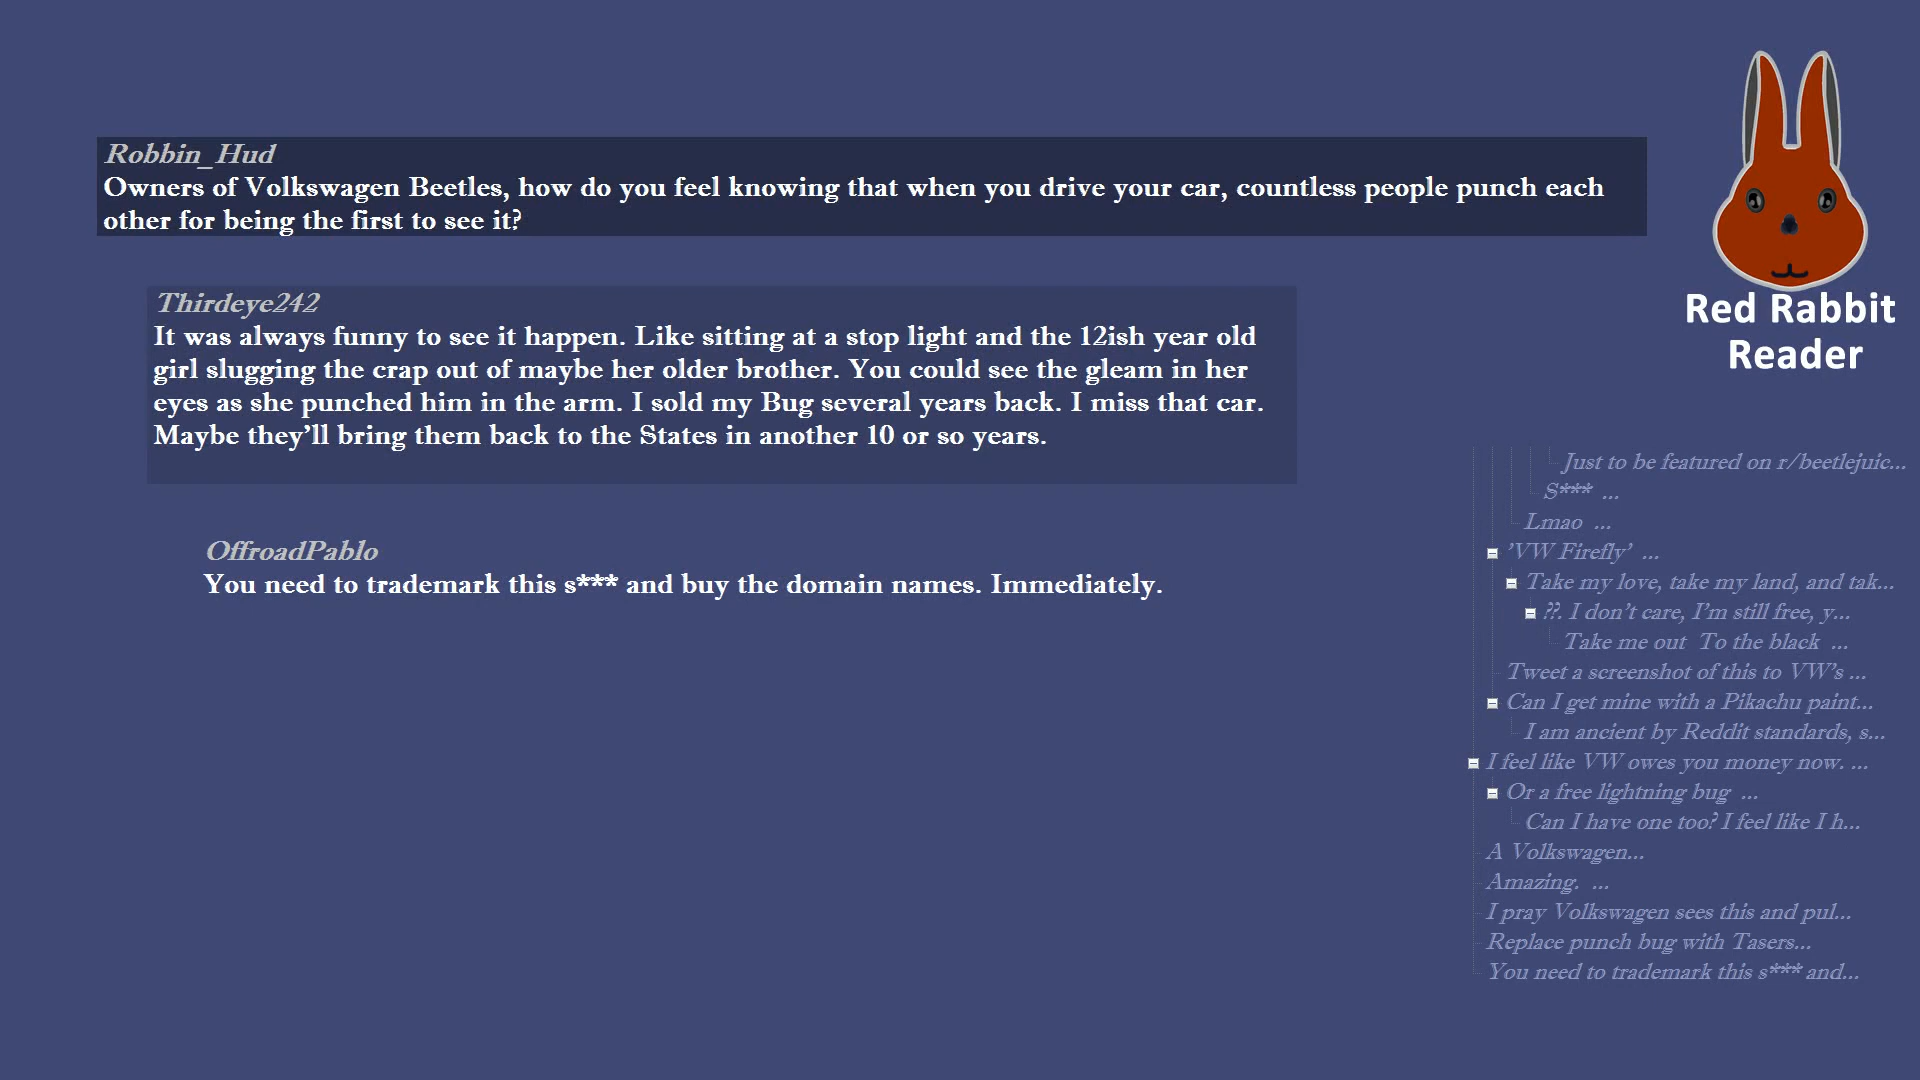 Robbin_Hud
Owners of Volkswagen Beetles, how do you feel knowing that when you drive your car, countless people punch each
other for being the first to see it?
Thirdeye242
It was always funny to see it happen. Like sitting at a stop light and the 12ish year old
girl slugging the crap out of maybe her older brother. You could see the gleam in her
eyes as she punched him in the arm. I sold my Bug several years back. I miss that car.
Maybe they'll bring them back to the States in another 10 or so years.
OffroadPablo
You need to trademark this s*** and buy the domain names. Immediately.
Red Rabbit
Reader
Just to be featured on r/beetlejuic...
S*** ...
Lmao ...
'VW Firefly' ...
Take my love, take my land, and tak...
??. I don't care, I'm still free, y...
Take me out To the black ...
Tweet a screenshot of this to VW's ...
Can I get mine with a Pikachu paint...
I am ancient by Reddit standards, s...
I feel like VW owes you money now. ...
Or a free lightning bug ...
Can I have one too? I feel like I h...
A Volkswagen...
Amazing. ...
I pray Volkswagen sees this and pul...
Replace punch bug with Tasers...
You need to trademark this s*** and...